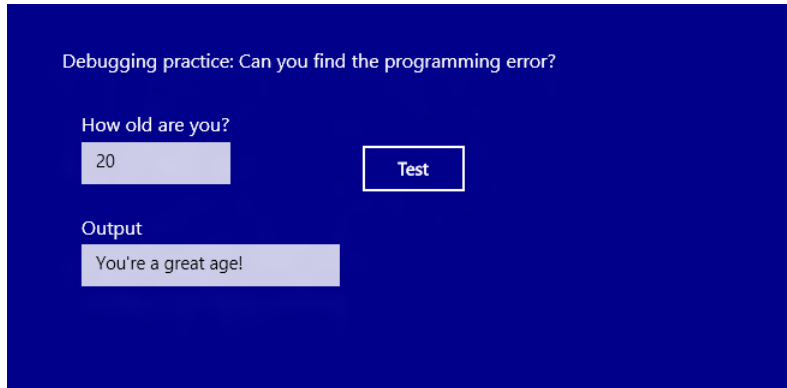 Debugging practice: Can you find the programming error?
How old are you?
20
Test
Output
You're a great age!